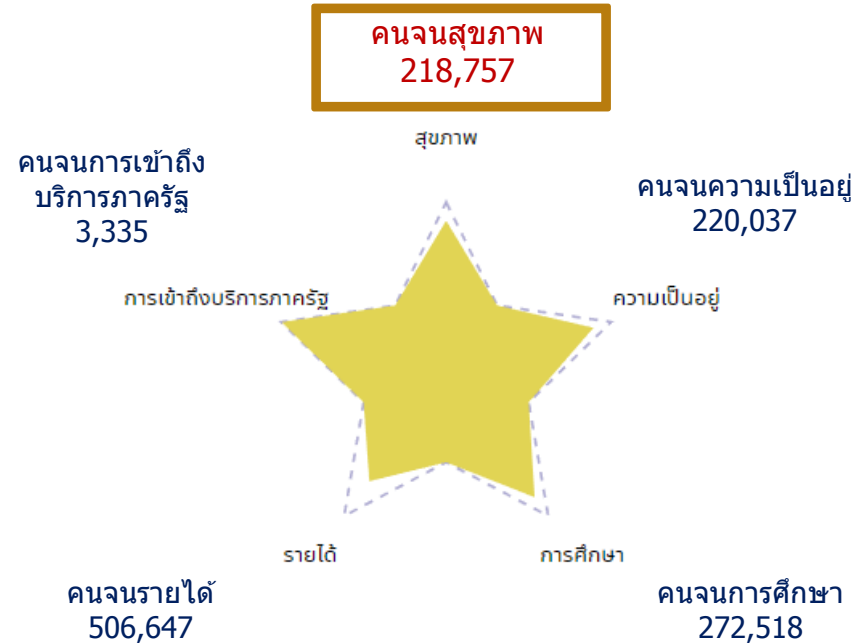 คนจนสุขภาพ
218,757
สุขภาพ
คนจนการเข้าถึง
บริการภาครัฐ
3,335
คนจนความเป็นอยู่
220,037
การเข้าถึงบริการภาครัฐ
ความเป็นอยู่
รายได้
การศึกษา
คนจนรายได้
506,647
คนจนการศึกษา
272,518